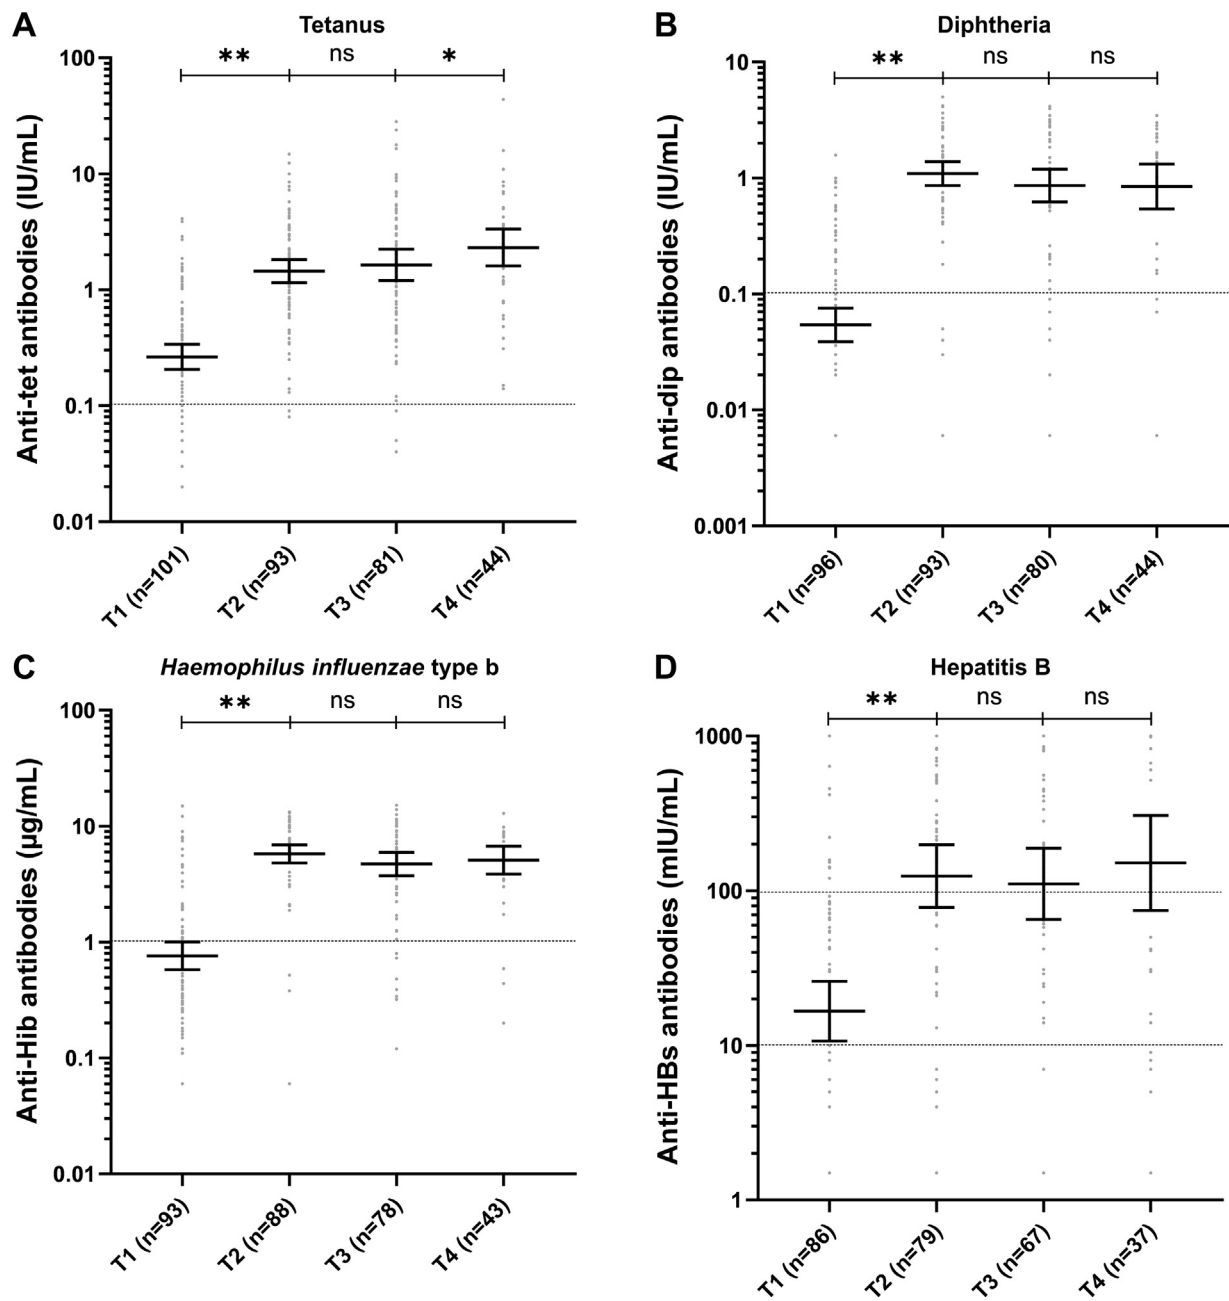 A
Tetanus
** ns *
Anti-tet antibodies (IU/mL)
100
10
1
0.1
0.01
T1 (n=101)
T2 (n=93)
T3 (n=81)
T4 (n=44)
B
Diphtheria
** ns ns
Anti-dip antibodies (IU/mL)
10
1
0.1
0.01
0.001
T1 (n=96)
T2 (n=93)
T3 (n=80)
T4 (n=44)
C
Haemophilus influenzae type b
** ns ns
Anti-Hib antibodies (µg/mL)
100
10
1
0.1
0.01
T1 (n=93)
T2 (n=88)
T3 (n=78)
T4 (n=43)
D
Hepatitis B
** ns ns
Anti-HBs antibodies (mIU/mL)
1000
100
10
1
T1 (n=86)
T2 (n=79)
T3 (n=67)
T4 (n=37)